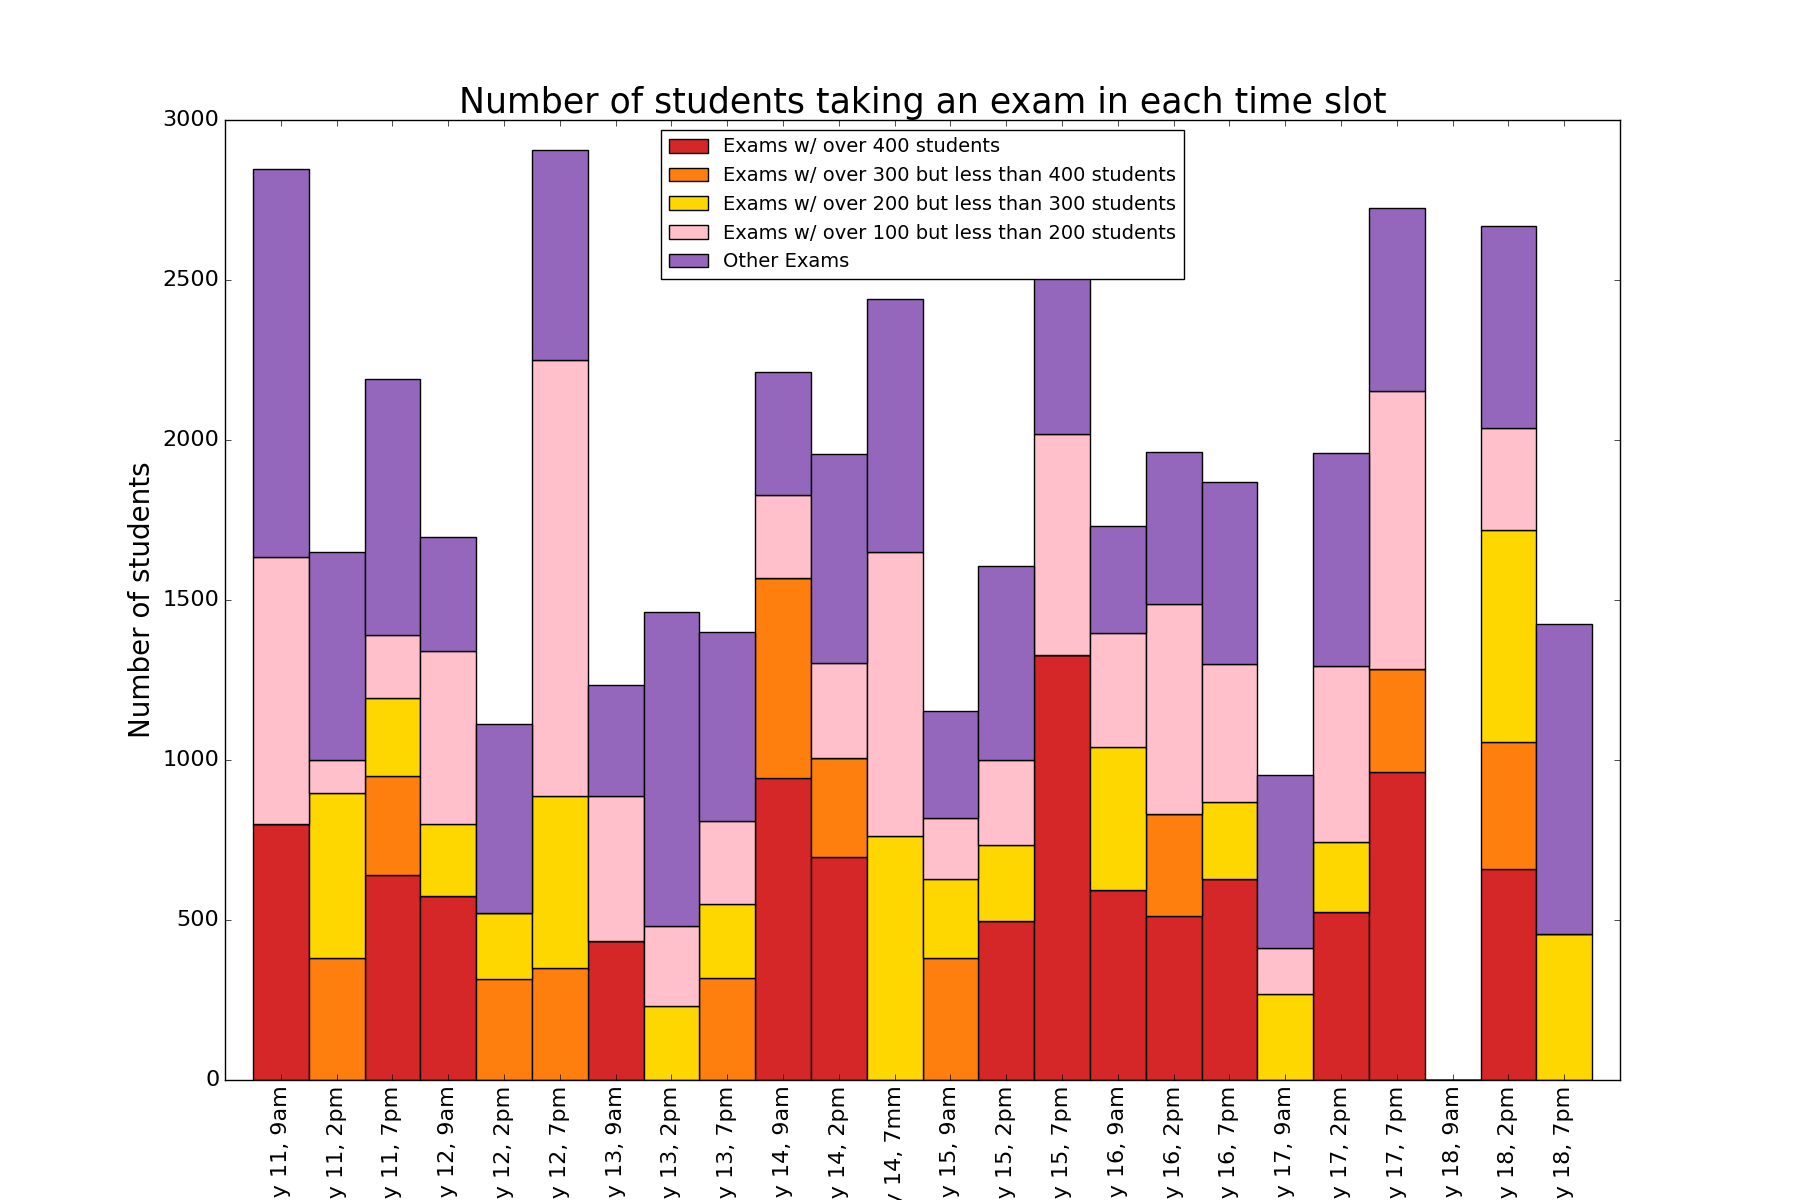 Number of students taking an exam in each time slot
3000
2500
2000
1500
1000
500
0
Number of students
Exams w/ over 400 students
Exams w/ over 300 but less than 400 students
Exams w/ over 200 but less than 300 students
Exams w/ over 100 but less than 200 students
Other Exams
y 11, 9am
y 11, 2pm
y 11, 7pm
y 12, 9am
y 12, 2pm
y 12, 7pm
y 13, 9am
y 13, 2pm
y 13, 7pm
y 14, 9am
y 14, 2pm
y 14, 7mm
y 15, 9am
y 15, 2pm
y 15, 7pm
y 16, 9am
y 16, 2pm
y 16, 7pm
y 17, 9am
y 17, 2pm
y 17, 7pm
y 18, 9am
y 18, 2pm
y 18, 7pm